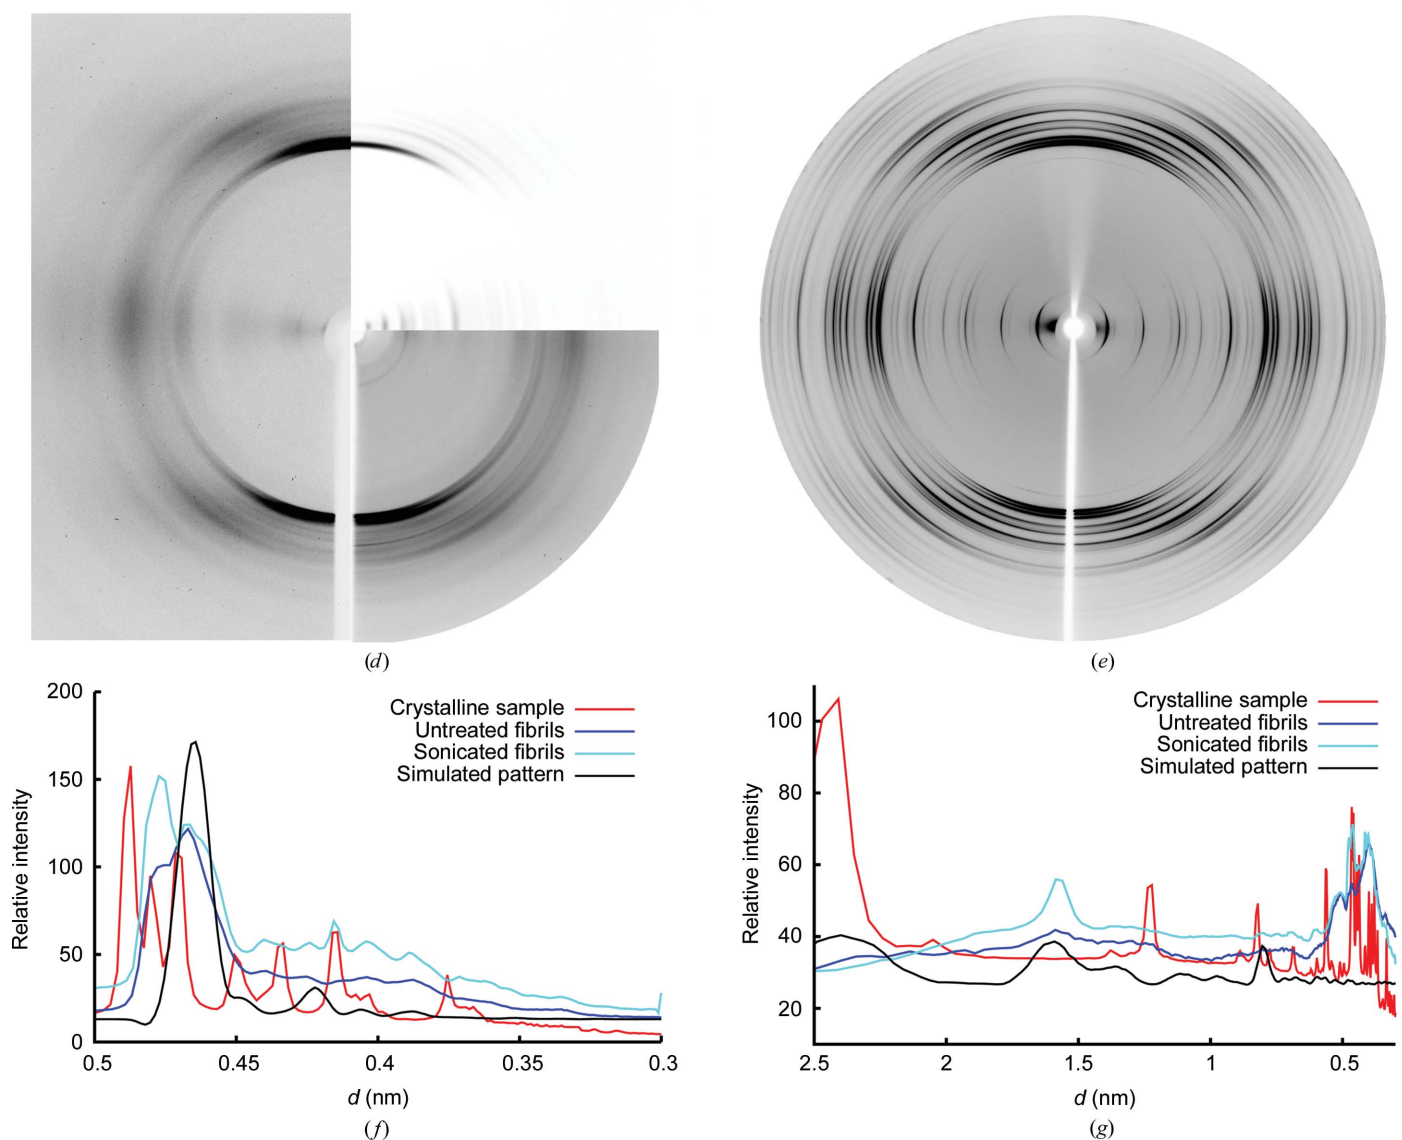 (d)
(e)
200
150
100
50
0
0.5
0.45
0.4
0.35
0.3
Relative intensity
d (nm)
Crystalline sample
Untreated fibrils
Sonicated fibrils
Simulated pattern
(f)
100
80
60
40
20
2.5
2
1.5
1
0.5
Relative intensity
d (nm)
Crystalline sample
Untreated fibrils
Sonicated fibrils
Simulated pattern
(g)